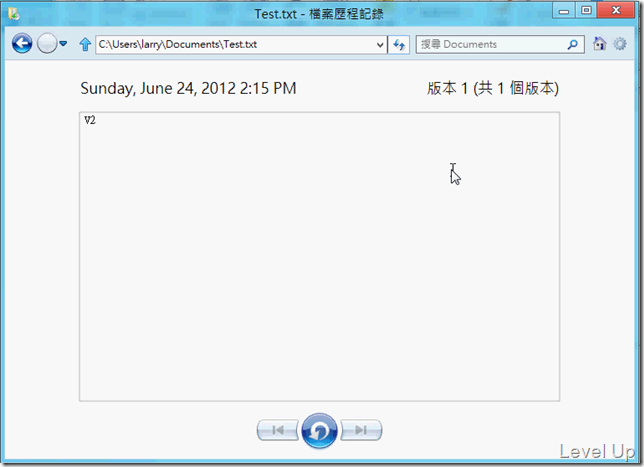 Test.txt - 檔案歷程記錄
C:\Users\larry\Documents\Test.txt
搜尋 Documents
Sunday, June 24, 2012 2:15 PM
版本 1 (共 1 個版本)
V2
Level Up